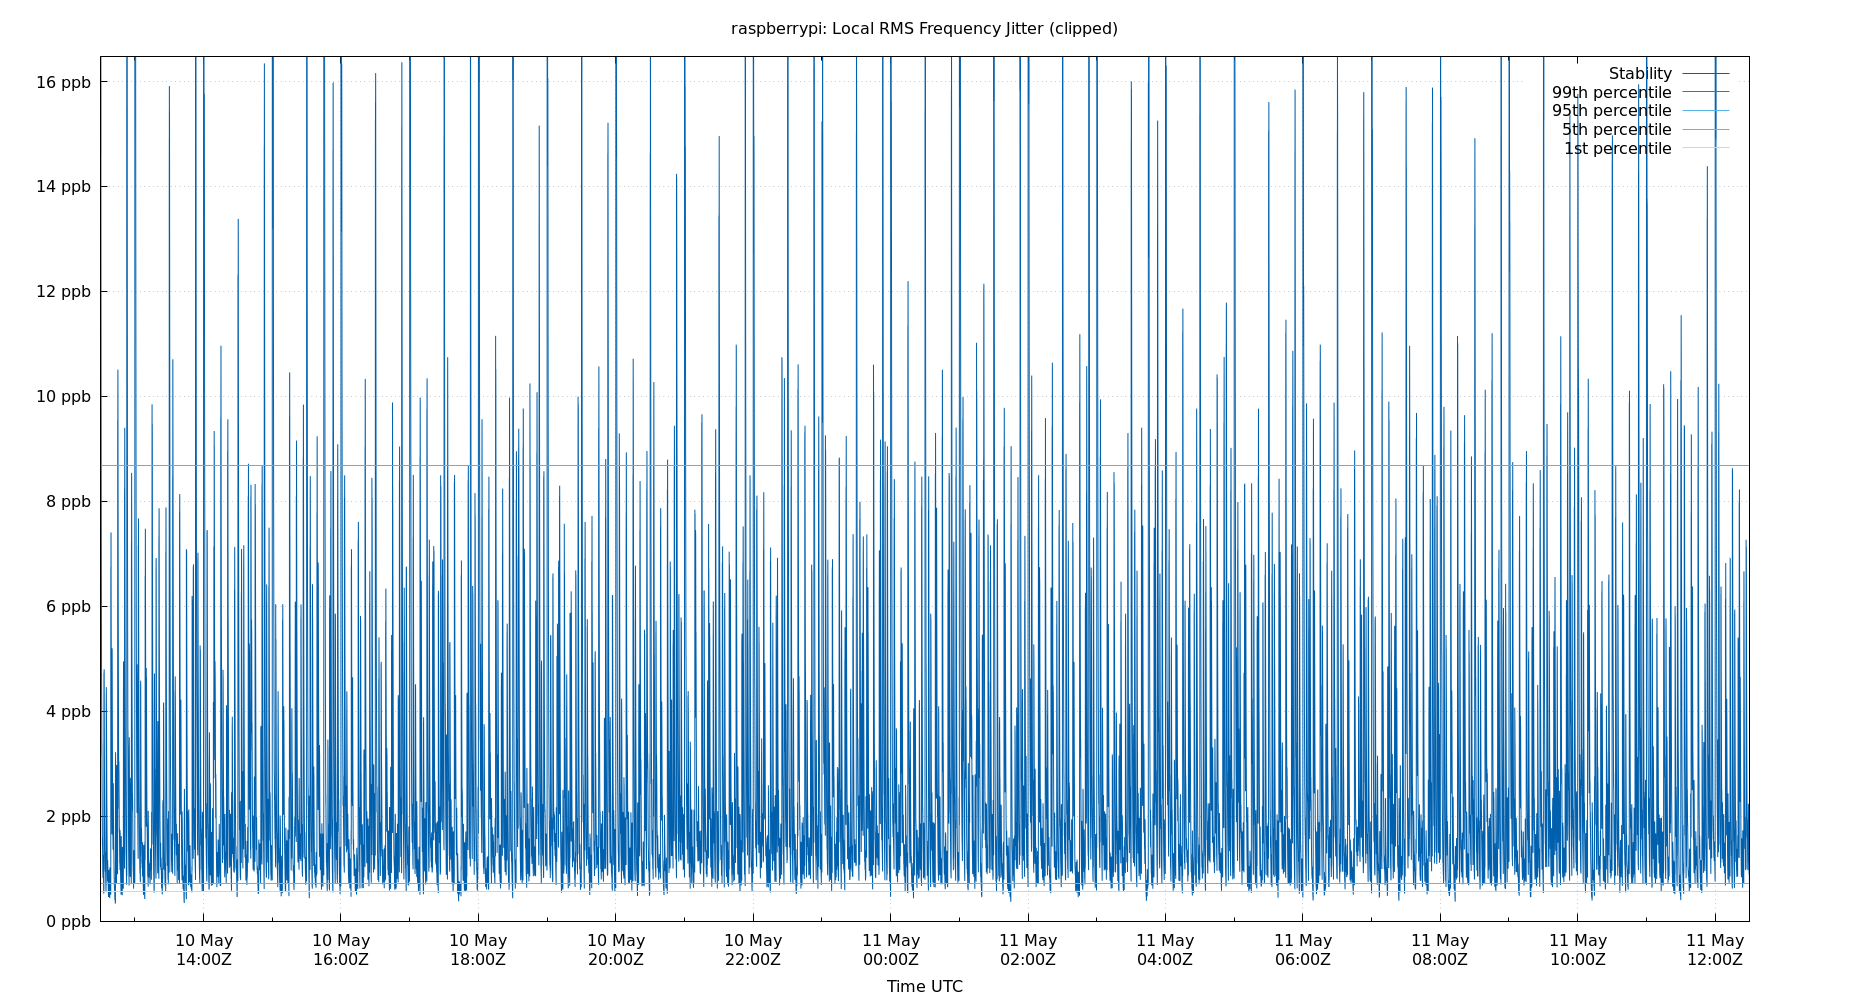 raspberrypi: Local RMS Frequency Jitter (clipped)
16 ppb
14 ppb
12 ppb
10 ppb
8 ppb
6 ppb
4 ppb
2 ppb
0 ppb
Stability
99th percentile
95th percentile
5th percentile
1st percentile
10 May 10 May 10 May 10 May 10 May 11 May 11 May 11 May 11 May 11 May 11 May 11 May
14:00Z 16:00Z 18:00Z 20:00Z 22:00Z 00:00Z 02:00Z 04:00Z 06:00Z 08:00Z 10:00Z 12:00Z
Time UTC